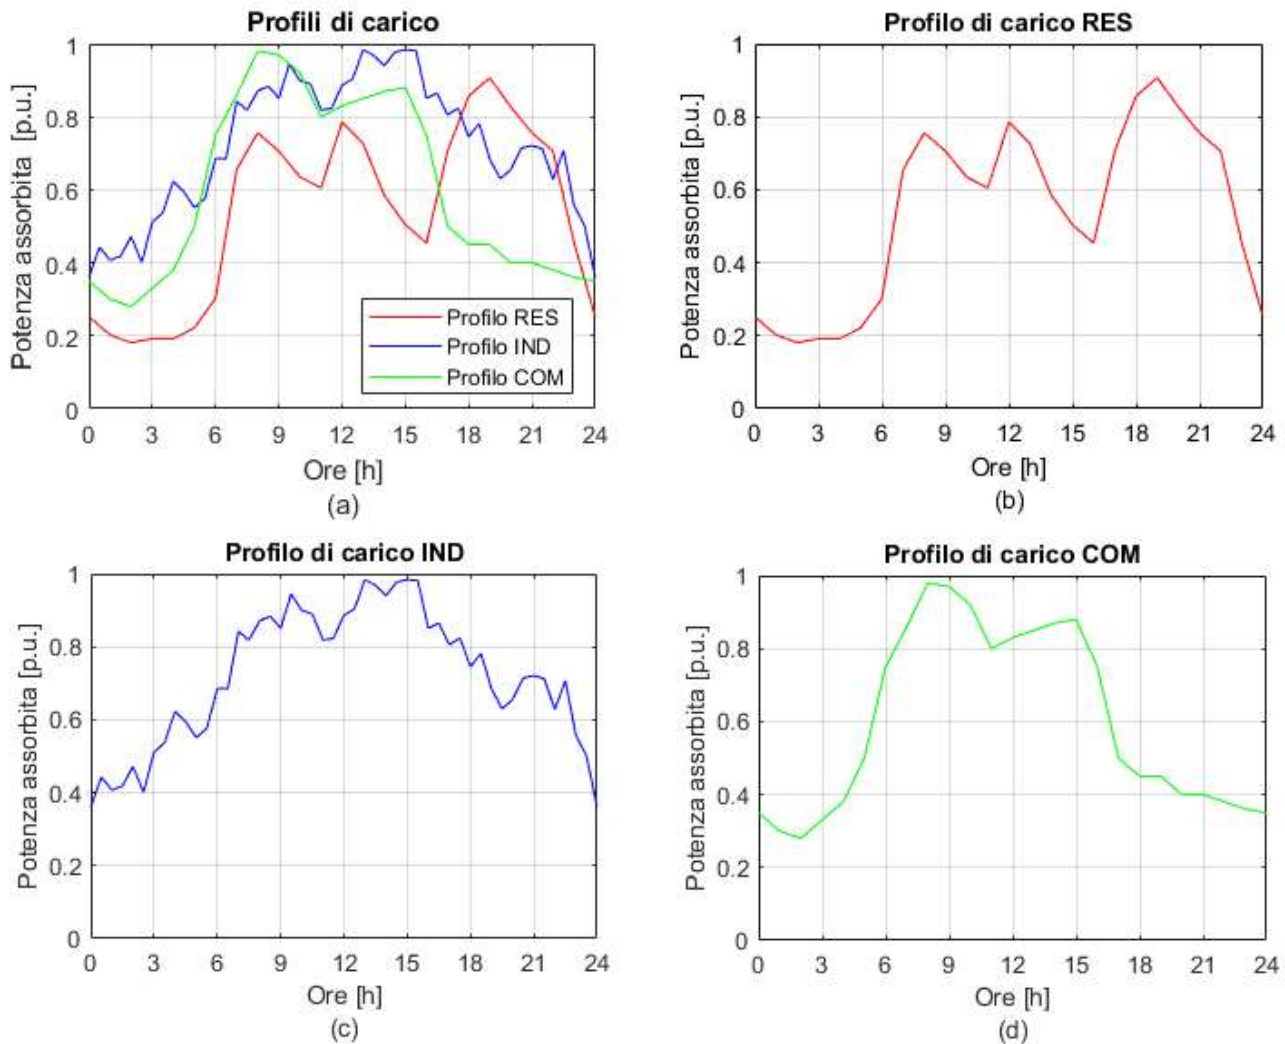 Profili di carico
Potenza assorbita [p.u.]
1
0.8
0.6
0.4
0.2
0
0 3 6 9 12 15 18 21 24
Profilo RES
Profilo IND
Profilo COM
Ore [h]
(a)
Profilo di carico RES
Potenza assorbita [p.u.]
1
0.8
0.6
0.4
0.2
0
0 3 6 9 12 15 18 21 24
Ore [h]
(b)
Profilo di carico IND
Potenza assorbita [p.u.]
1
0.8
0.6
0.4
0.2
0
0 3 6 9 12 15 18 21 24
Ore [h]
(c)
Profilo di carico COM
Potenza assorbita [p.u.]
1
0.8
0.6
0.4
0.2
0
0 3 6 9 12 15 18 21 24
Ore [h]
(d)